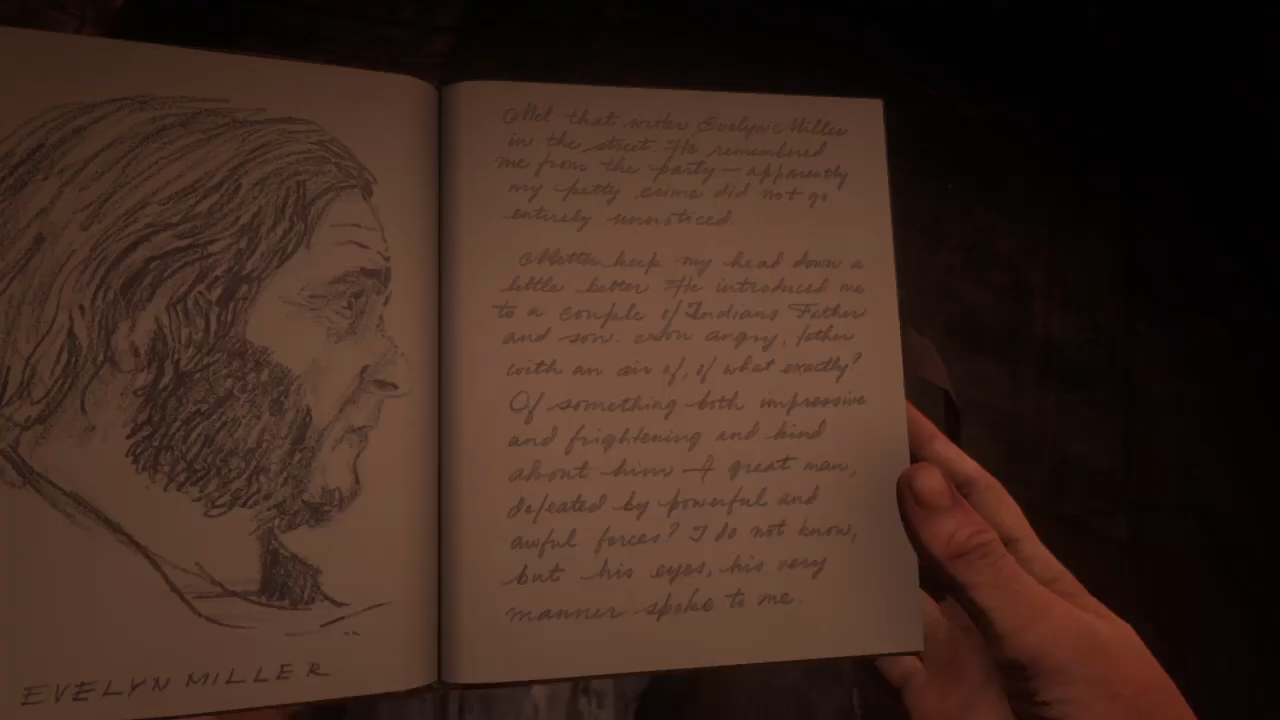 EVELYN MILLER
Met that writer Evelyn Miller
in the street. He remembered
me from the party — apparently
my petty crime did not go
entirely unnoticed.
Better keep my head down a
little better. He introduced me
to a couple of Indians Father
and son. Son angry, father
with an air of, of what exactly?
Of something both impressive
and frightening and kind
about him. A great man,
defeated by powerful and
awful forces? I do not know,
but his eyes, his very
manner spoke to me.